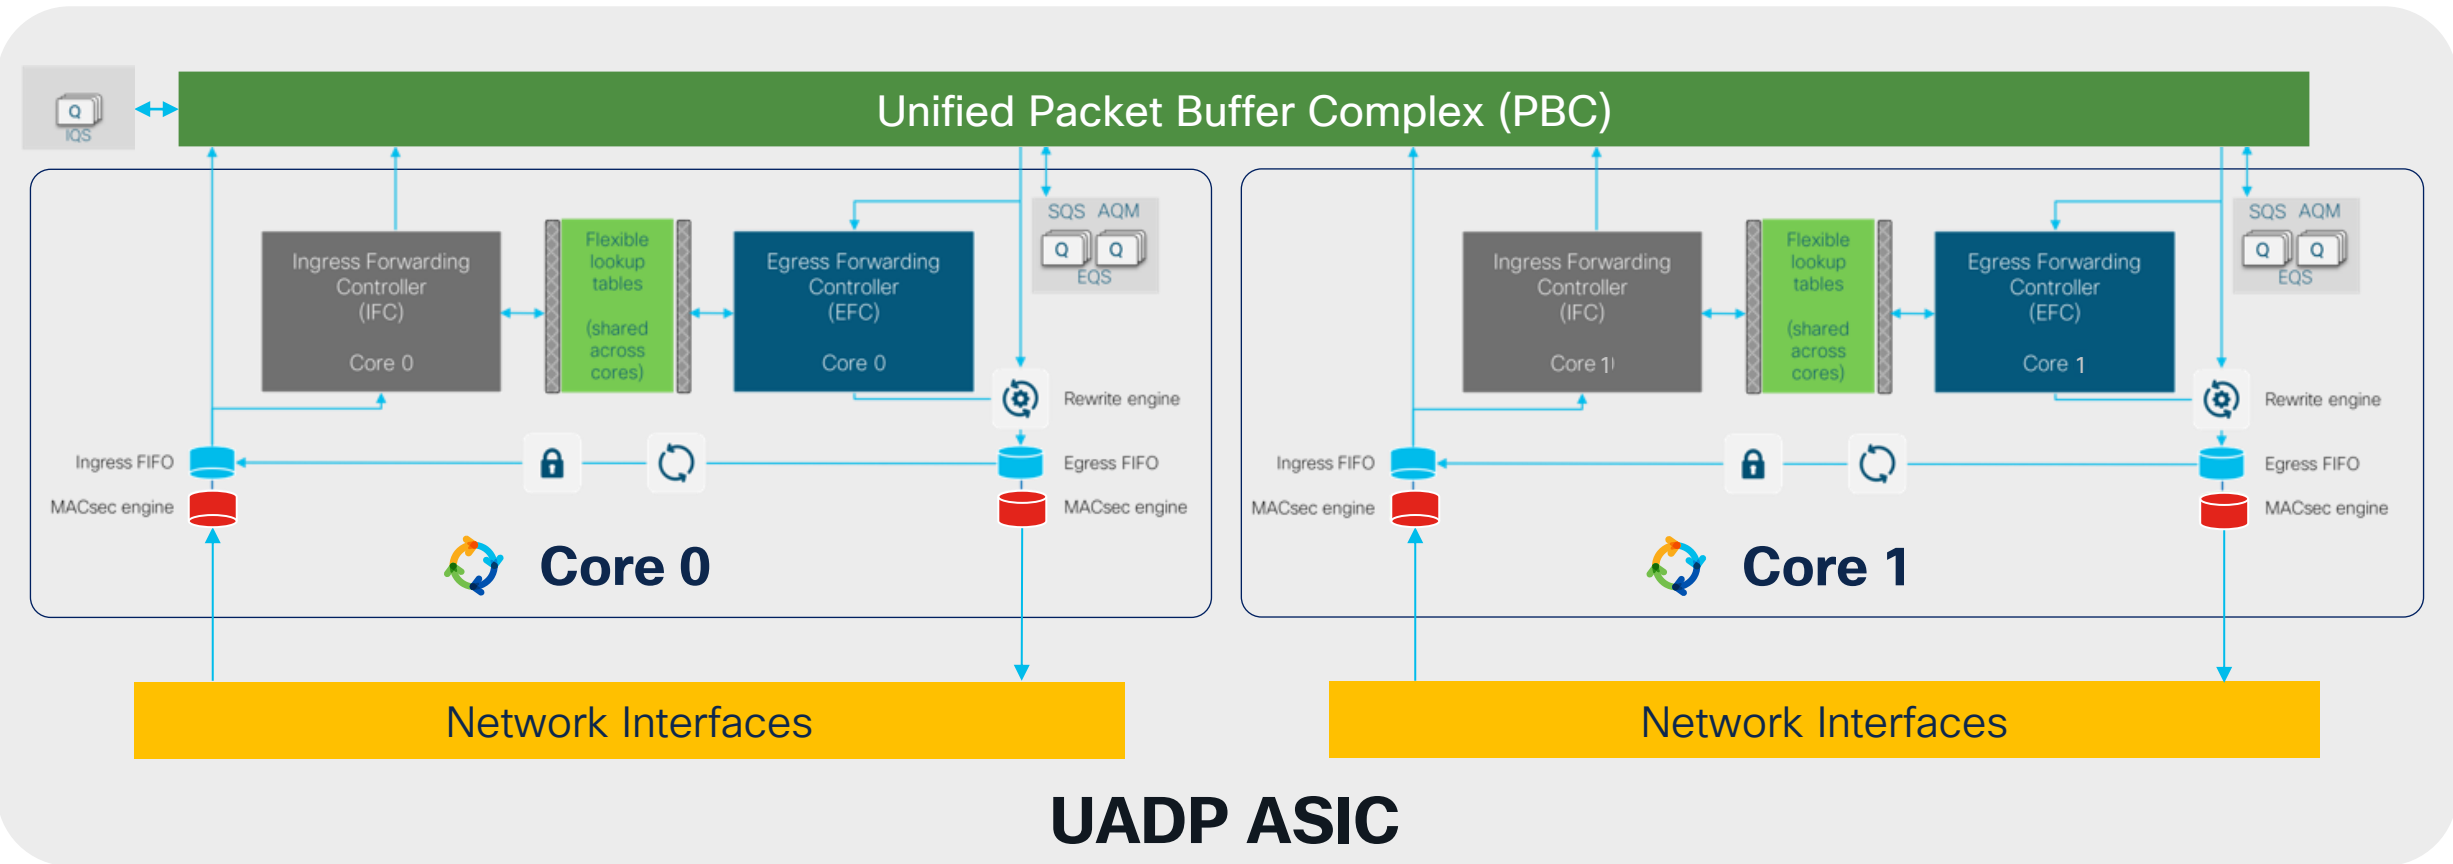 Unified Packet Buffer Complex (PBC)
Q
IQS
Ingress Forwarding
Controller
(IFC)
Core 0
Flexible
lookup
tables
(shared
across
cores)
Egress Forwarding
Controller
(EFC)
Core 0
SQS AQM
Q Q
EQS
Rewrite engine
Ingress FIFO
Egress FIFO
MACsec engine
MACsec engine
Core 0
Network Interfaces
Ingress Forwarding
Controller
(IFC)
Core 1
Flexible
lookup
tables
(shared
across
cores)
Egress Forwarding
Controller
(EFC)
Core 1
SQS AQM
Q Q
EQS
Rewrite engine
Ingress FIFO
Egress FIFO
MACsec engine
MACsec engine
Core 1
Network Interfaces
UADP ASIC